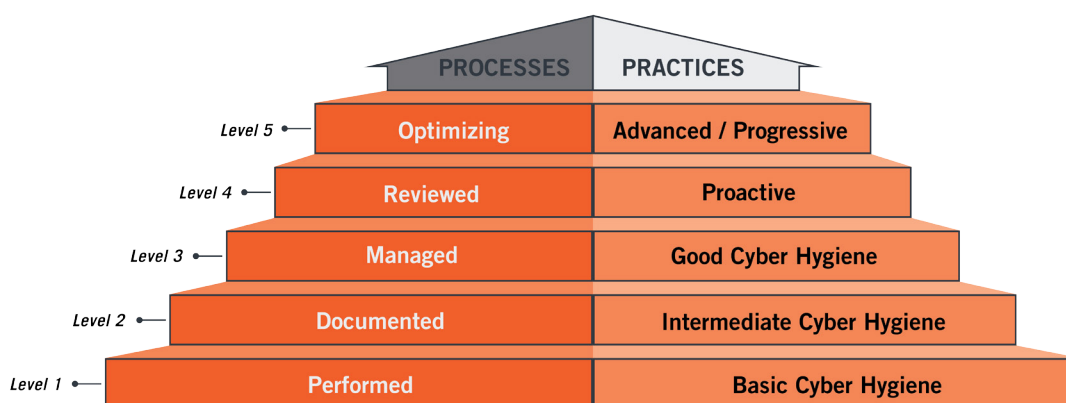 PROCESSES PRACTICES
Level 5 Optimizing Advanced / Progressive
Level 4 Reviewed Proactive
Level 3 Managed Good Cyber Hygiene
Level 2 Documented Intermediate Cyber Hygiene
Level 1 Performed Basic Cyber Hygiene